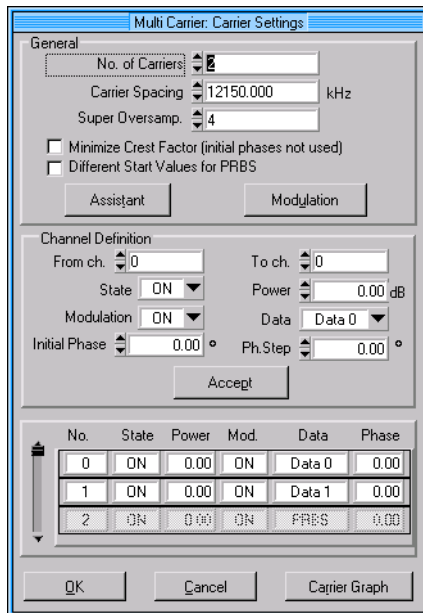 Multi Carrier: Carrier Settings
General
No. of Carriers 2
Carrier Spacing 12150.000 kHz
Super Oversamp. 4
Minimize Crest Factor (initial phases not used)
Different Start Values for PRBS
Assistant Modulation
Channel Definition
From ch. 0 To ch. 0
State ON Power 0.00 dB
Modulation ON Data Data 0
Initial Phase 0.00 ° Ph.Step 0.00 °
Accept
No. State Power Mod. Data Phase
0 ON 0.00 ON Data 0 0.00
1 ON 0.00 ON Data 1 0.00
2 ON 0.00 ON PRBS 0.00
OK Cancel Carrier Graph